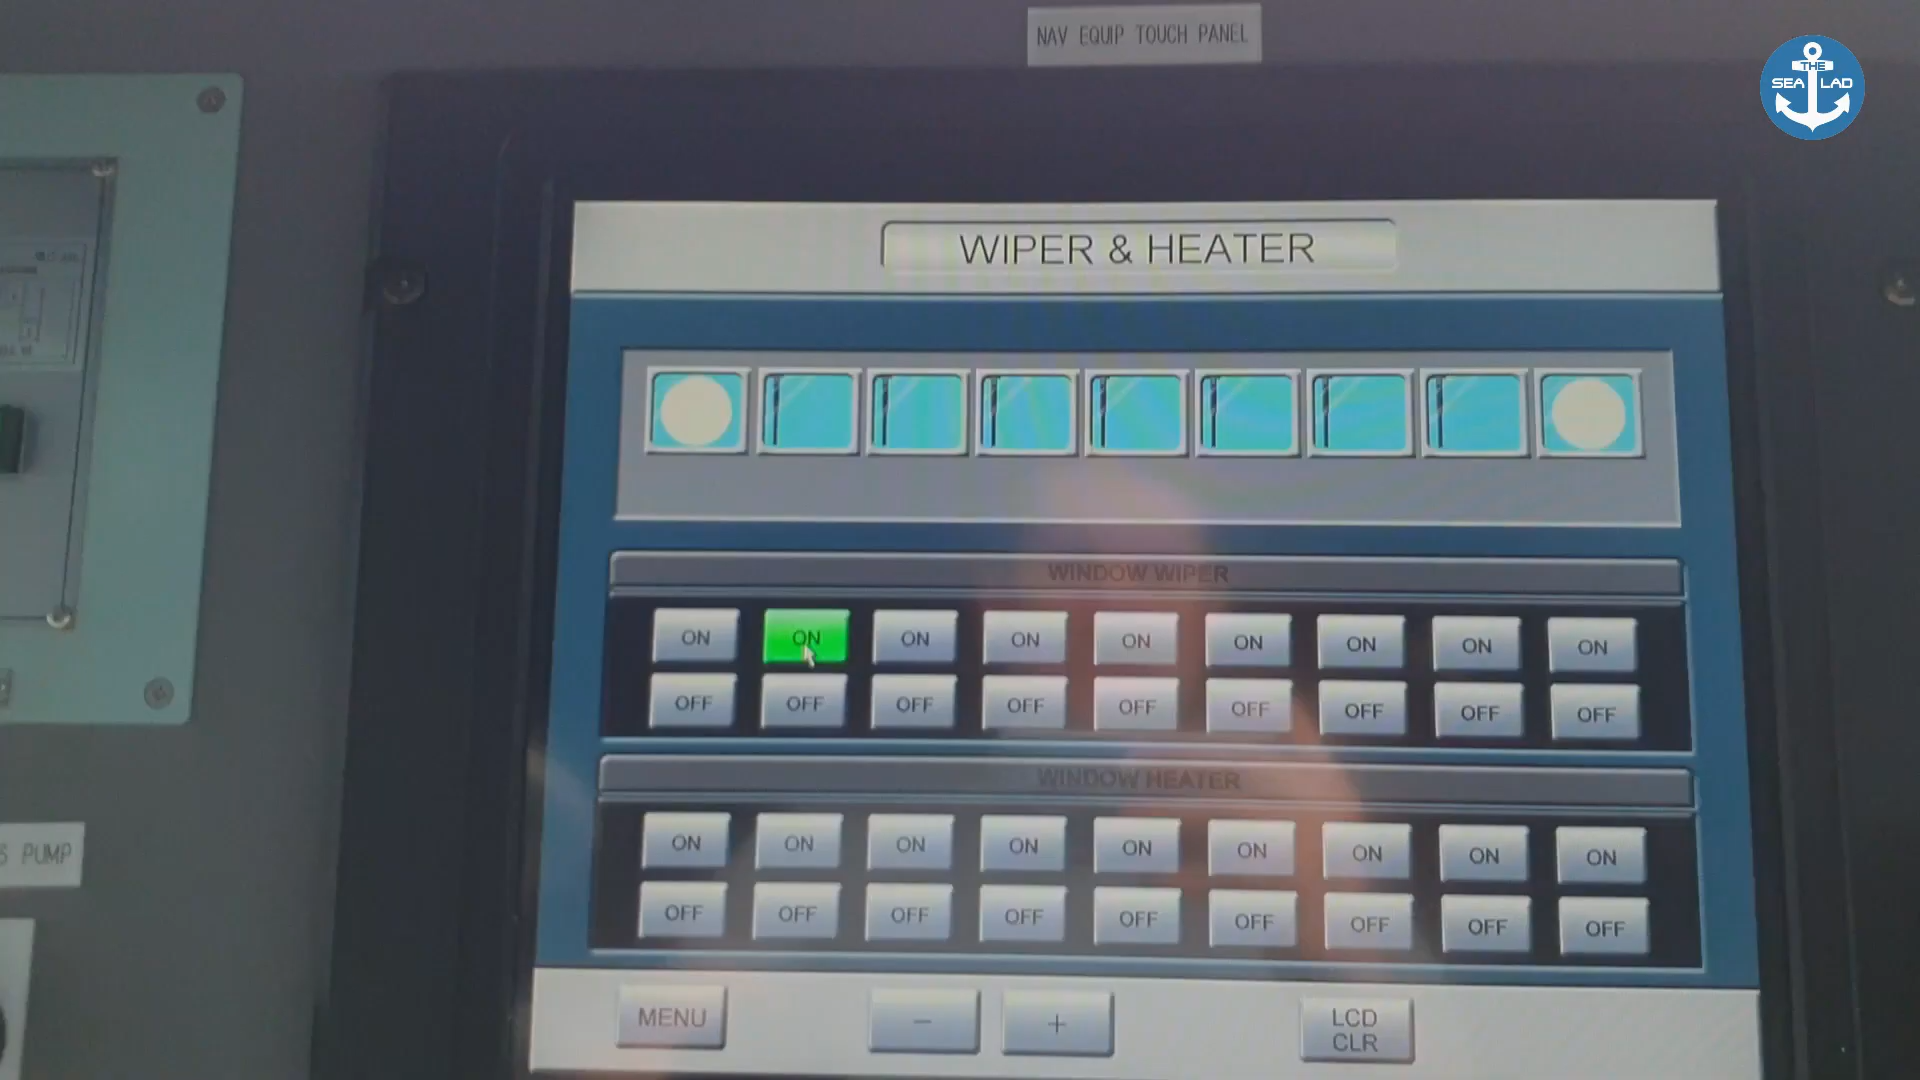 NAV EQUIP TOUCH PANEL
THE
SEA LAD
WIPER & HEATER
WINDOW WIPER
ON ON ON ON ON ON ON ON ON
OFF OFF OFF OFF OFF OFF OFF OFF OFF
WINDOW HEATER
ON ON ON ON ON ON ON ON ON
OFF OFF OFF OFF OFF OFF OFF OFF OFF
PUMP
MENU - + LCD
CLR